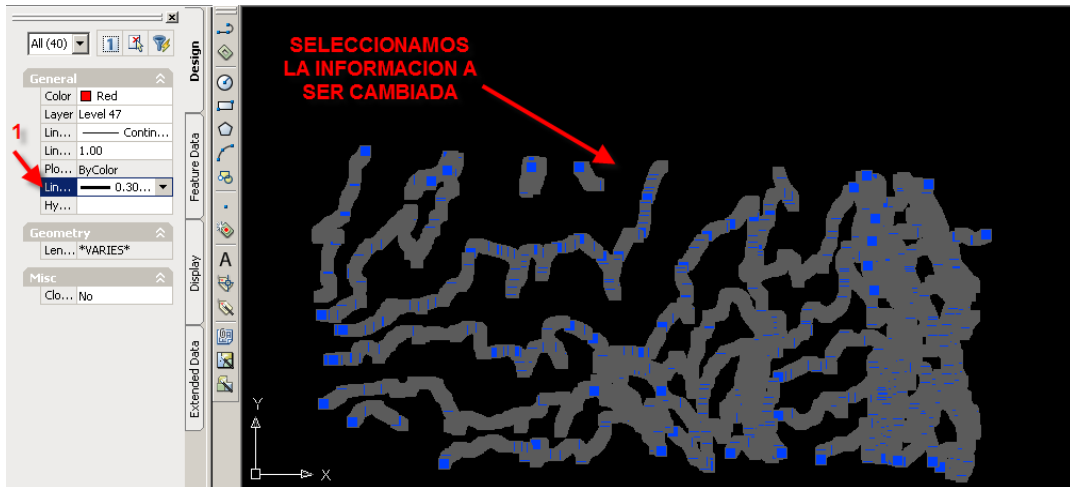 All (40)
1
General
Color Red
Layer Level 47
Lin... Contin...
Lin... 1.00
Plo... ByColor
Lin... 0.30...
Hy...
Geometry
Len... *VARIES*
Misc
Clo... No
1
Design
Feature Data
Display
Extended Data
A
SELECCIONAMOS
LA INFORMACION A
SER CAMBIADA
Y
X